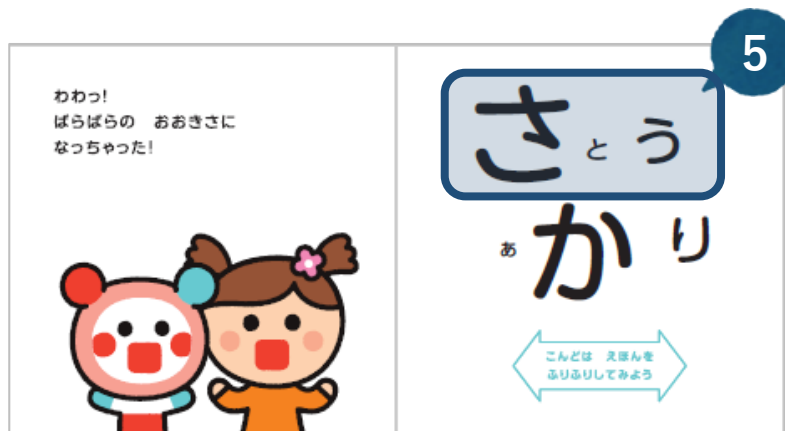 わわっ!
ばらばらの　おおきさに
なっちゃった!
5
さとう
あかり
こんどは　えほんを
ふりふりしてみよう